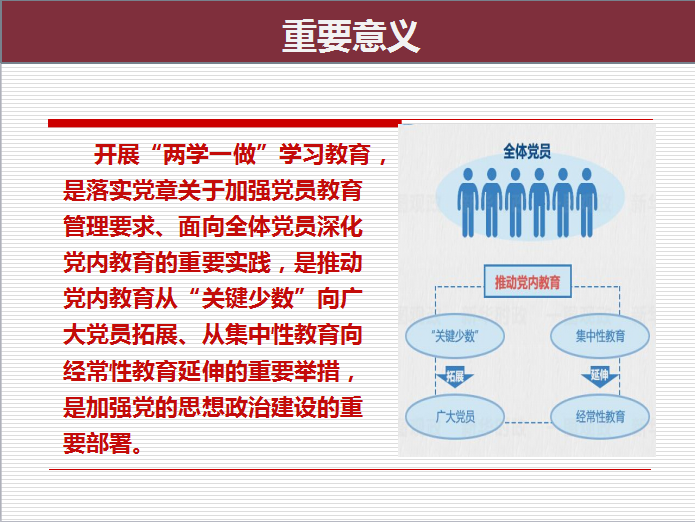 重要意义
开展“两学一做”学习教育，
是落实党章关于加强党员教育
管理要求、面向全体党员深化
党内教育的重要实践，是推动
党内教育从“关键少数”向广
大党员拓展、从集中性教育向
经常性教育延伸的重要举措，
是加强党的思想政治建设的重
要部署。
全体党员
推动党内教育
“关键少数”
集中性教育
拓展
延伸
广大党员
经常性教育